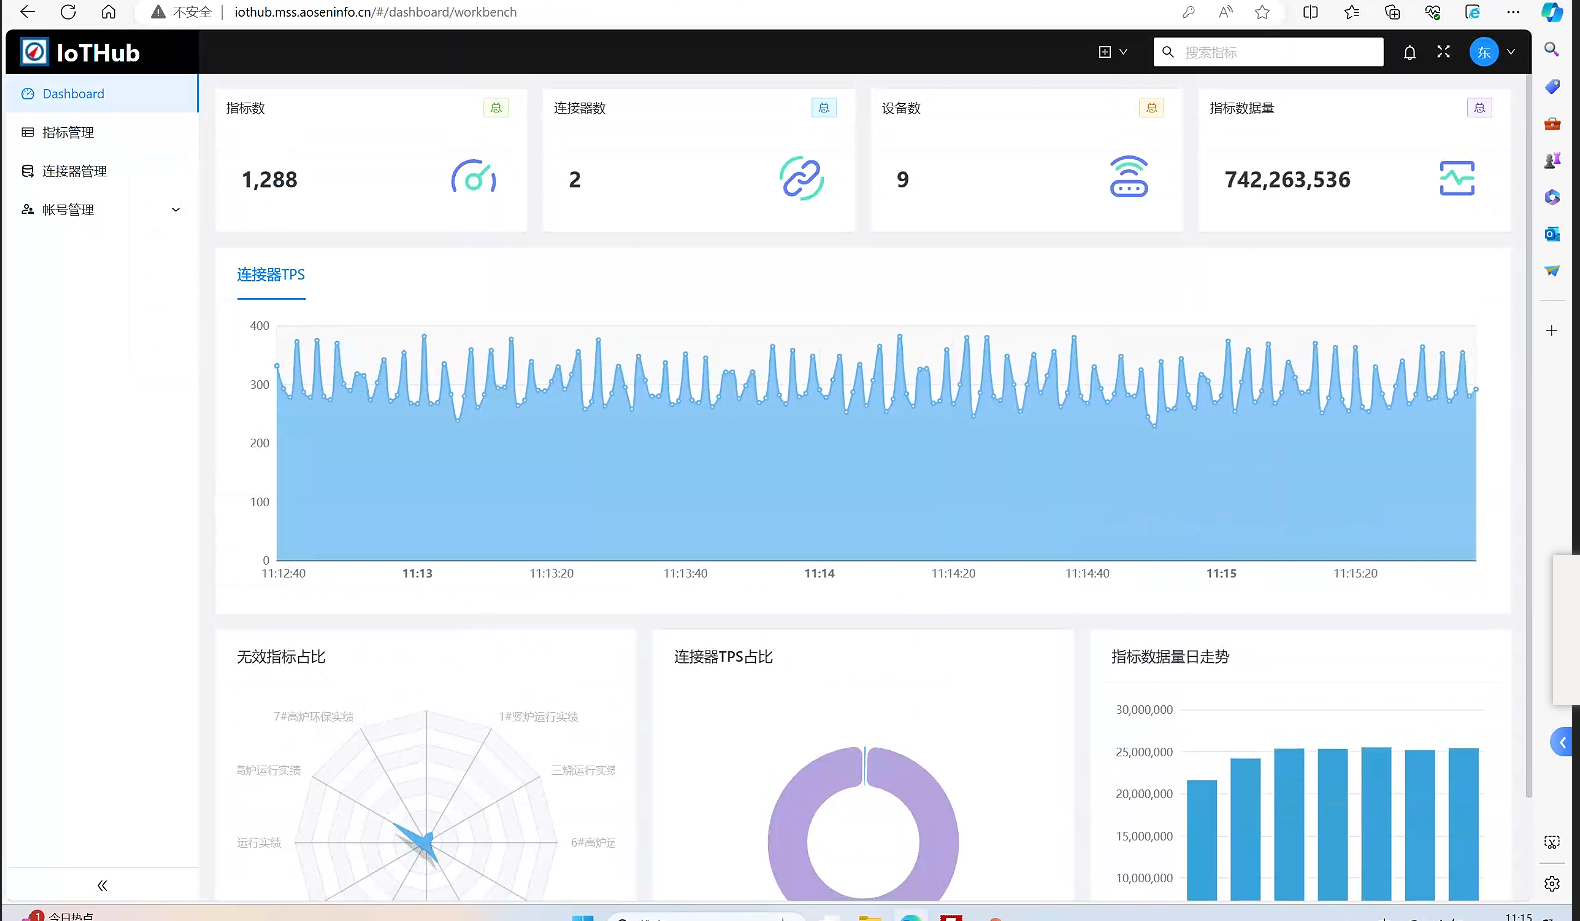 不安全 iothub.mss.aoseninfo.cn/#/dashboard/workbench
IoTHub
搜索指标
东
Dashboard
指标管理
连接器管理
帐号管理
指标数 总
1,288
连接器数 总
2
设备数 总
9
指标数据量 总
742,263,536
连接器TPS
400
300
200
100
0
11:12:40 11:13 11:13:20 11:13:40 11:14 11:14:20 11:14:40 11:15 11:15:20
无效指标占比
7#高炉环保实绩 1#竖炉运行实绩
高炉运行实绩 三烧运行实绩
运行实绩 6#高炉运
连接器TPS占比
指标数据量日走势
30,000,000
25,000,000
20,000,000
15,000,000
10,000,000
1 今日热点
11:15